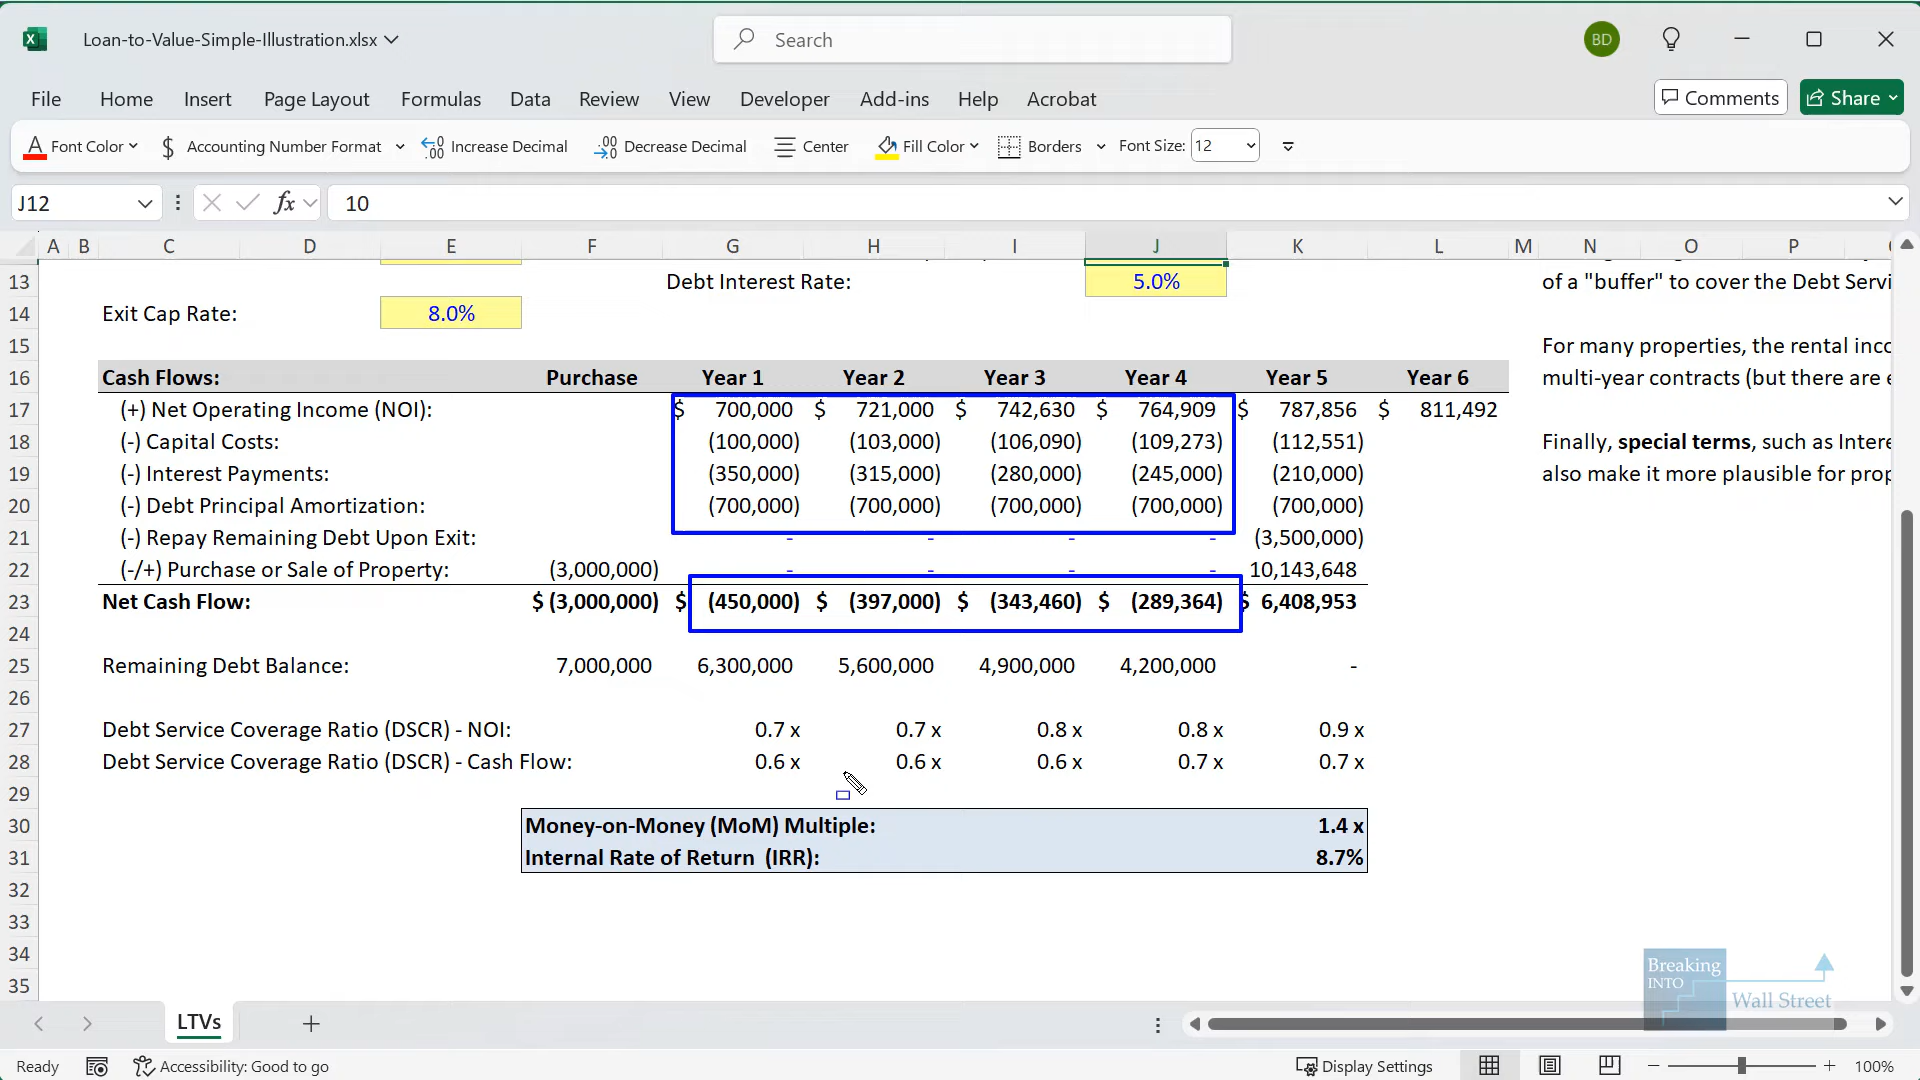 Loan-to-Value-Simple-Illustration.xlsx
Search
BD
File Home Insert Page Layout Formulas Data Review View Developer Add-ins Help Acrobat Comments Share
A Font Color $ Accounting Number Format Increase Decimal Decrease Decimal Center Fill Color Borders Font Size: 12
J12 fx 10
A B C D E F G H I J K L M N O P
13 Debt Interest Rate: 5.0% of a "buffer" to cover the Debt Servi
14 Exit Cap Rate: 8.0%
15 For many properties, the rental inco
16 Cash Flows: Purchase Year 1 Year 2 Year 3 Year 4 Year 5 Year 6 multi-year contracts (but there are e
17 (+) Net Operating Income (NOI): $ 700,000 $ 721,000 $ 742,630 $ 764,909 $ 787,856 $ 811,492
18 (-) Capital Costs: (100,000) (103,000) (106,090) (109,273) (112,551) Finally, special terms, such as Intere
19 (-) Interest Payments: (350,000) (315,000) (280,000) (245,000) (210,000) also make it more plausible for prop
20 (-) Debt Principal Amortization: (700,000) (700,000) (700,000) (700,000) (700,000)
21 (-) Repay Remaining Debt Upon Exit: - - - - (3,500,000)
22 (-/+) Purchase or Sale of Property: (3,000,000) - - - - 10,143,648
23 Net Cash Flow: $ (3,000,000) $ (450,000) $ (397,000) $ (343,460) $ (289,364) $ 6,408,953
24
25 Remaining Debt Balance: 7,000,000 6,300,000 5,600,000 4,900,000 4,200,000 -
26
27 Debt Service Coverage Ratio (DSCR) - NOI: 0.7 x 0.7 x 0.8 x 0.8 x 0.9 x
28 Debt Service Coverage Ratio (DSCR) - Cash Flow: 0.6 x 0.6 x 0.6 x 0.7 x 0.7 x
29
30 Money-on-Money (MoM) Multiple: 1.4 x
31 Internal Rate of Return (IRR): 8.7%
32
33
34
35
Breaking
INTO
Wall Street
LTVs
Ready Accessibility: Good to go Display Settings 100%